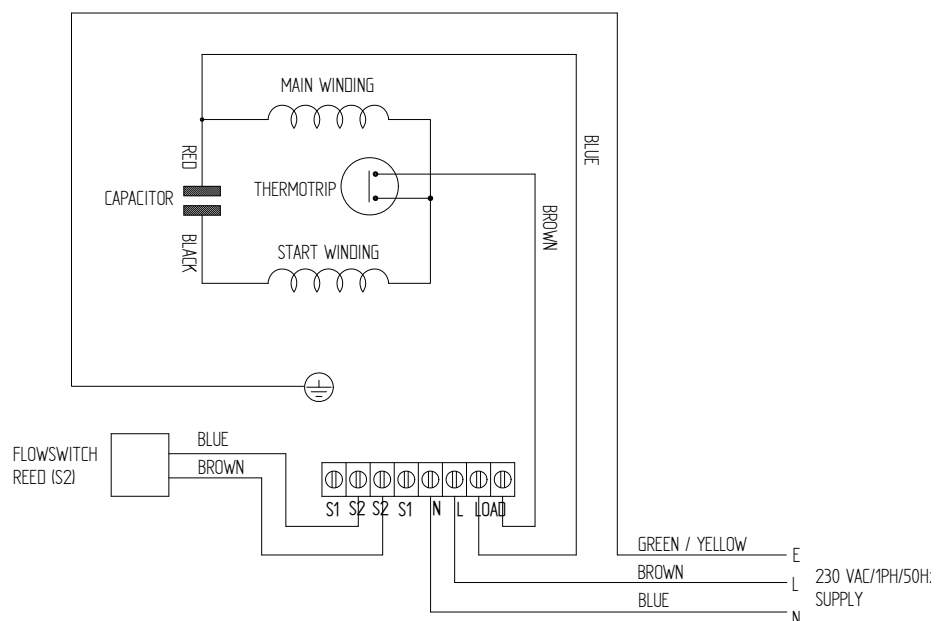 MAIN WINDING
RED
BLUE
CAPACITOR
THERMOTRIP
BROWN
BLACK
START WINDING
FLOWSWITCH
REED (S2)
BLUE
BROWN
S1 S2 S2 S1 N L LOAD
GREEN / YELLOW E
BROWN L
BLUE N
230 VAC/1PH/50Hz
SUPPLY